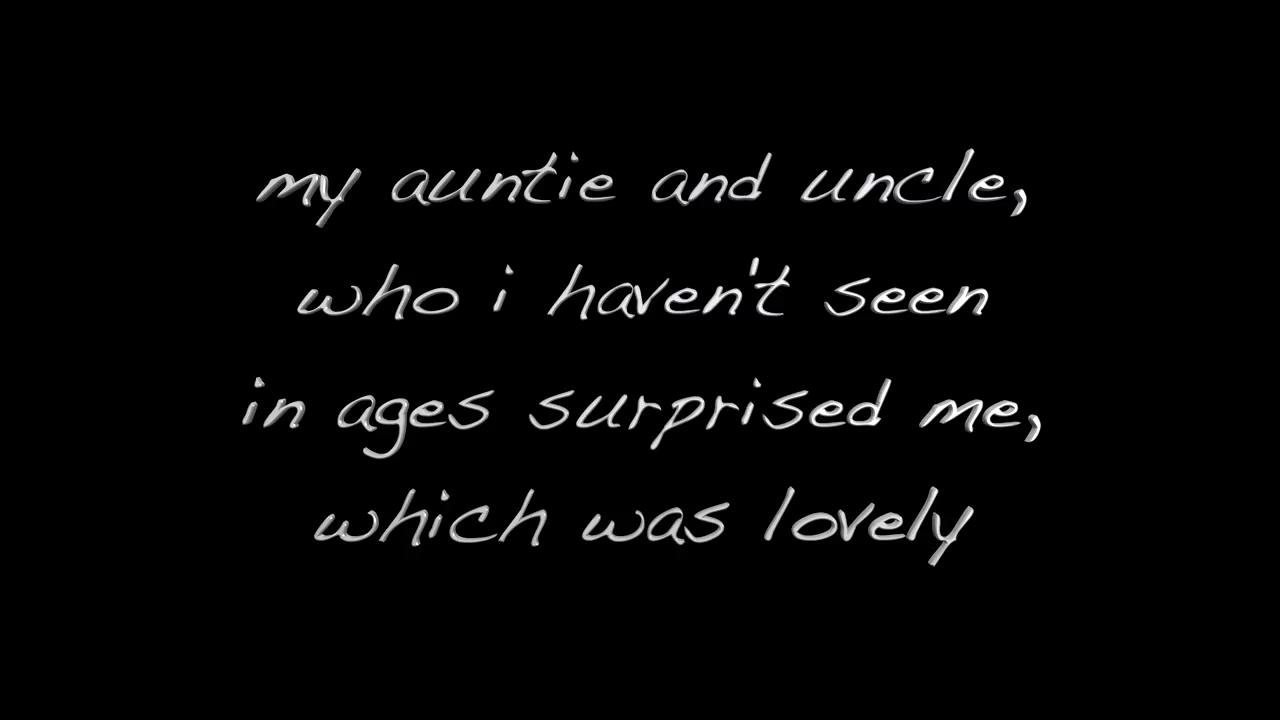 my auntie and uncle,
who i haven't seen
in ages surprised me,
which was lovely